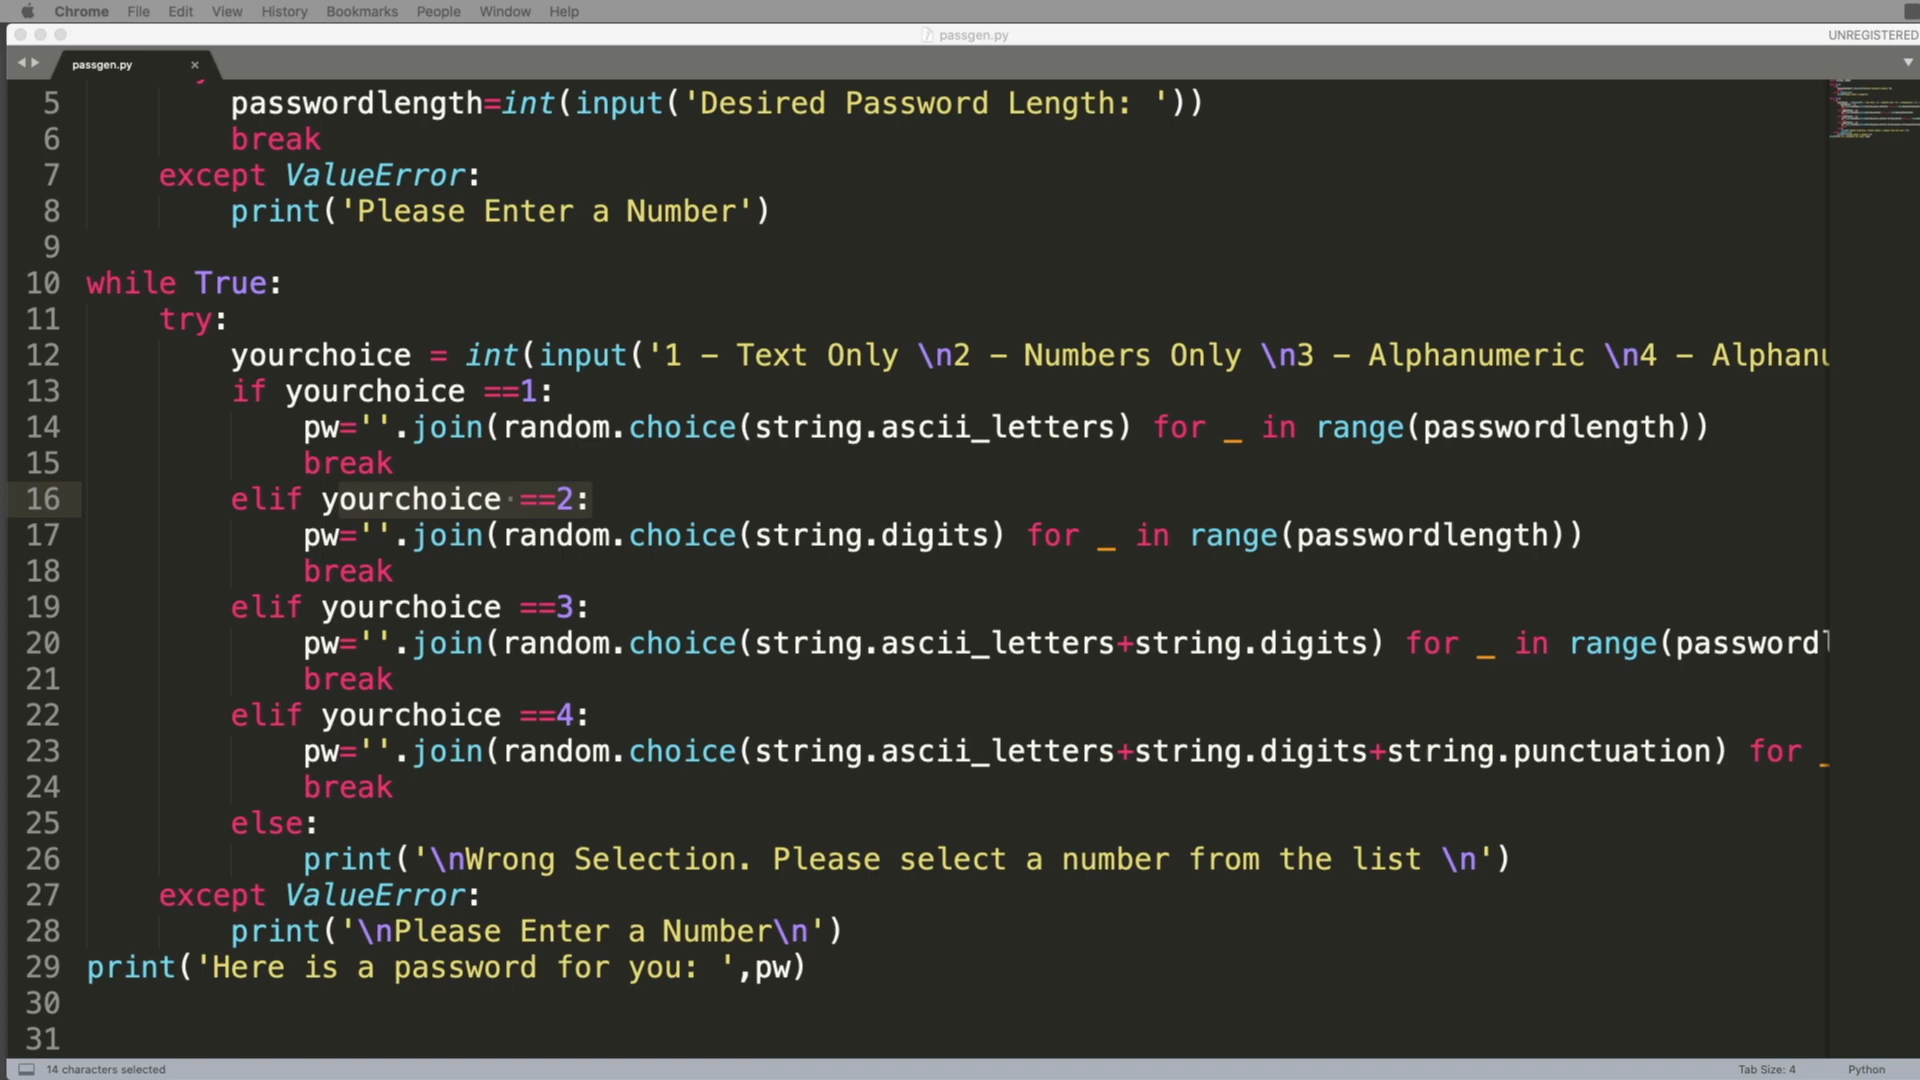 Chrome File Edit View History Bookmarks People Window Help
passgen.py
UNREGISTERED
passgen.py ×
5 passwordlength=int(input('Desired Password Length: '))
6 break
7 except ValueError:
8 print('Please Enter a Number')
9
10 while True:
11 try:
12 yourchoice = int(input('1 – Text Only \n2 – Numbers Only \n3 – Alphanumeric \n4 – Alphanu
13 if yourchoice ==1:
14 pw=''.join(random.choice(string.ascii_letters) for _ in range(passwordlength))
15 break
16 elif yourchoice ==2:
17 pw=''.join(random.choice(string.digits) for _ in range(passwordlength))
18 break
19 elif yourchoice ==3:
20 pw=''.join(random.choice(string.ascii_letters+string.digits) for _ in range(passwordl
21 break
22 elif yourchoice ==4:
23 pw=''.join(random.choice(string.ascii_letters+string.digits+string.punctuation) for _
24 break
25 else:
26 print('\nWrong Selection. Please select a number from the list \n')
27 except ValueError:
28 print('\nPlease Enter a Number\n')
29 print('Here is a password for you: ',pw)
30
31
14 characters selected
Tab Size: 4 Python